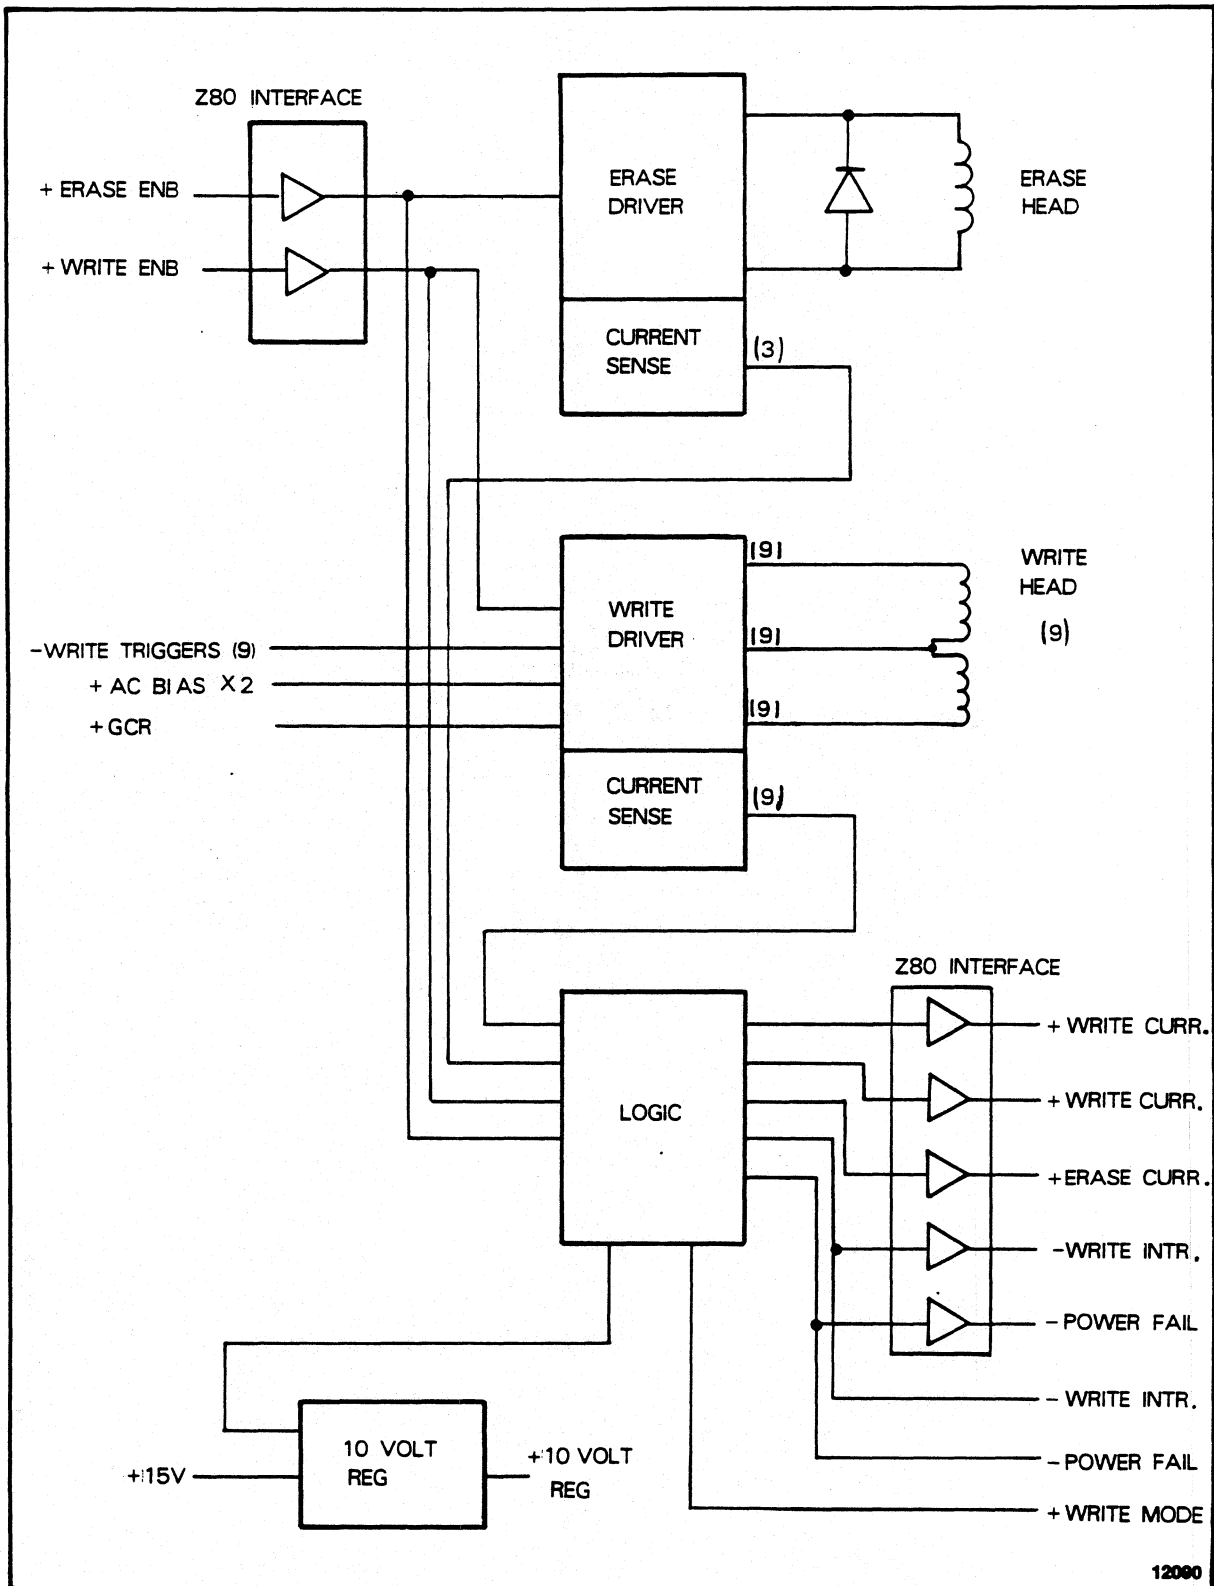 Z80 INTERFACE
+ ERASE ENB
+ WRITE ENB
ERASE
DRIVER
ERASE
HEAD
CURRENT
SENSE
(3)
(9)
WRITE
HEAD
(9)
WRITE
DRIVER
(9)
-WRITE TRIGGERS (9)
+ AC BIAS X2
+GCR
(9)
CURRENT
SENSE
(9)
Z80 INTERFACE
+ WRITE CURR.
+ WRITE CURR.
LOGIC
+ERASE CURR.
-WRITE INTR.
-POWER FAIL
- WRITE INTR.
10 VOLT
REG
+15V
+10 VOLT
REG
-POWER FAIL
+WRITE MODE
12090